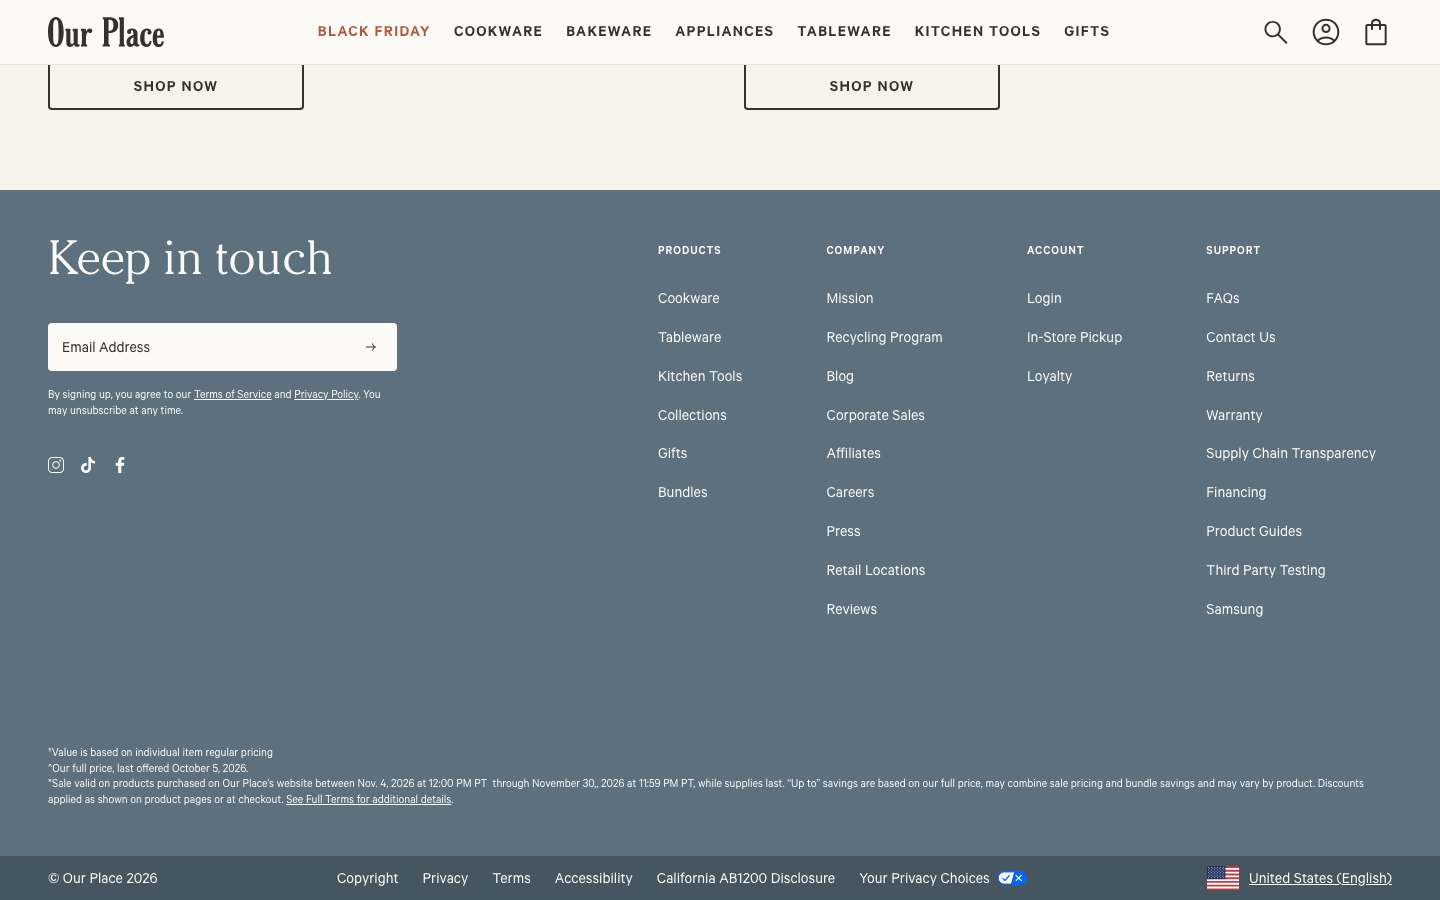 Our Place
BLACK FRIDAY
COOKWARE
BAKEWARE
APPLIANCES
TABLEWARE
KITCHEN TOOLS
GIFTS
SHOP NOW
SHOP NOW
Keep in touch
Email Address
By signing up, you agree to our Terms of Service and Privacy Policy. You
may unsubscribe at any time.
PRODUCTS
Cookware
Tableware
Kitchen Tools
Collections
Gifts
Bundles
COMPANY
Mission
Recycling Program
Blog
Corporate Sales
Affiliates
Careers
Press
Retail Locations
Reviews
ACCOUNT
Login
In-Store Pickup
Loyalty
SUPPORT
FAQs
Contact Us
Returns
Warranty
Supply Chain Transparency
Financing
Product Guides
Third Party Testing
Samsung
†Value is based on individual item regular pricing
^Our full price, last offered October 5, 2026.
*Sale valid on products purchased on Our Place's website between Nov. 4, 2026 at 12:00 PM PT through November 30,, 2026 at 11:59 PM PT, while supplies last. “Up to” savings are based on our full price, may combine sale pricing and bundle savings and may vary by product. Discounts
applied as shown on product pages or at checkout. See Full Terms for additional details.
© Our Place 2026
Copyright
Privacy
Terms
Accessibility
California AB1200 Disclosure
Your Privacy Choices
United States (English)